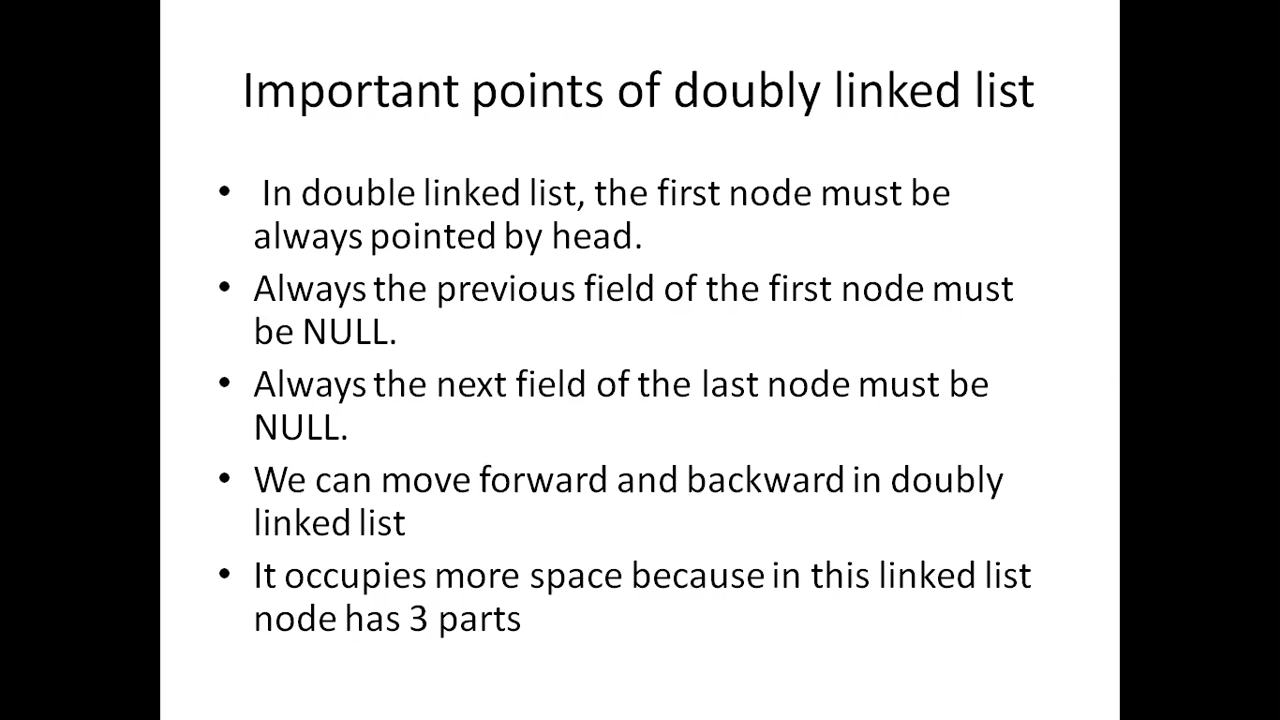 Important points of doubly linked list
• In double linked list, the first node must be
always pointed by head.
• Always the previous field of the first node must
be NULL.
• Always the next field of the last node must be
NULL.
• We can move forward and backward in doubly
linked list
• It occupies more space because in this linked list
node has 3 parts